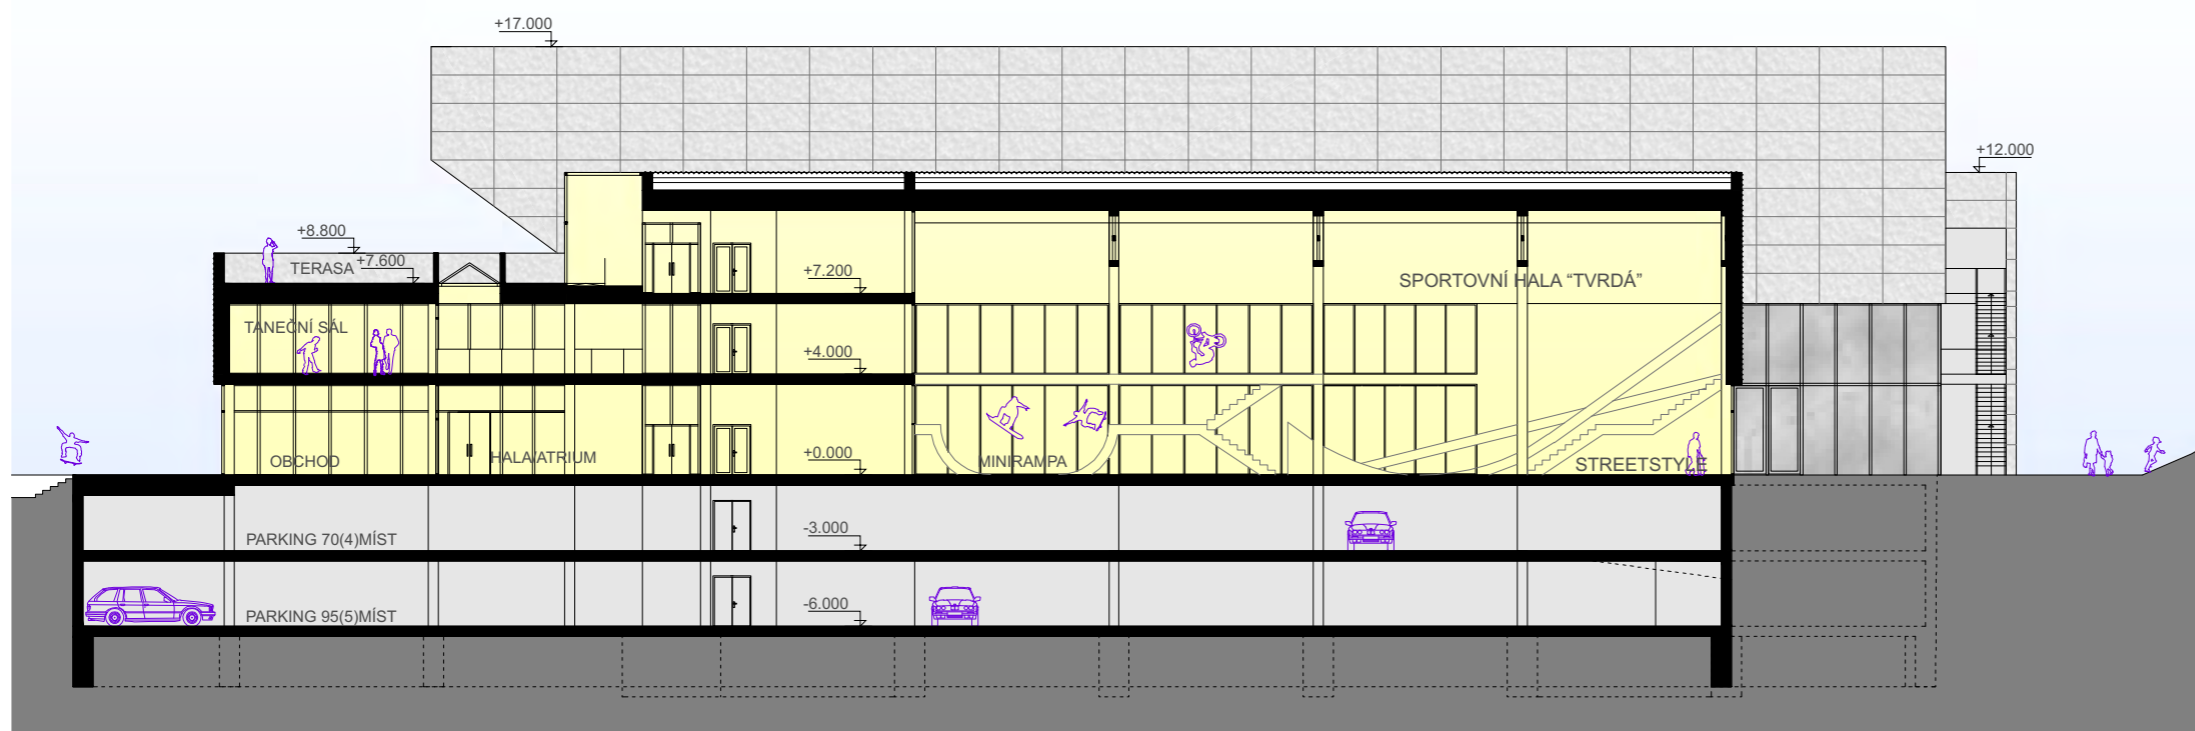 +17.000
+12.000
+8.800
TERASA
+7.600
+7.200
SPORTOVNÍ HALA “TVRDÁ”
TANEČNÍ SÁL
+4.000
OBCHOD
HALA/ATRIUM
+0.000
MINIRAMPA
STREETSTYLE
PARKING 70(4)MÍST
-3.000
PARKING 95(5)MÍST
-6.000